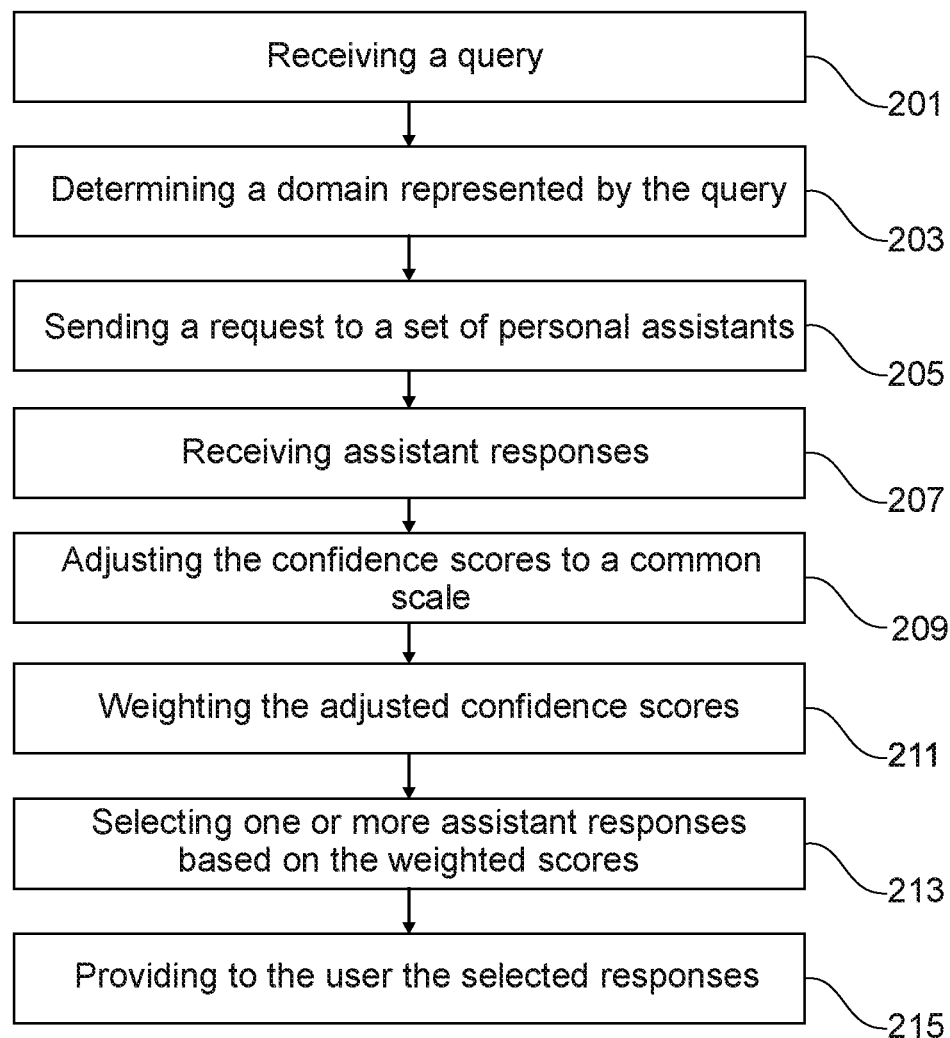 Receiving a query
201
Determining a domain represented by the query
203
Sending a request to a set of personal assistants
205
Receiving assistant responses
207
Adjusting the confidence scores to a common
scale
209
Weighting the adjusted confidence scores
211
Selecting one or more assistant responses
based on the weighted scores
213
Providing to the user the selected responses
215